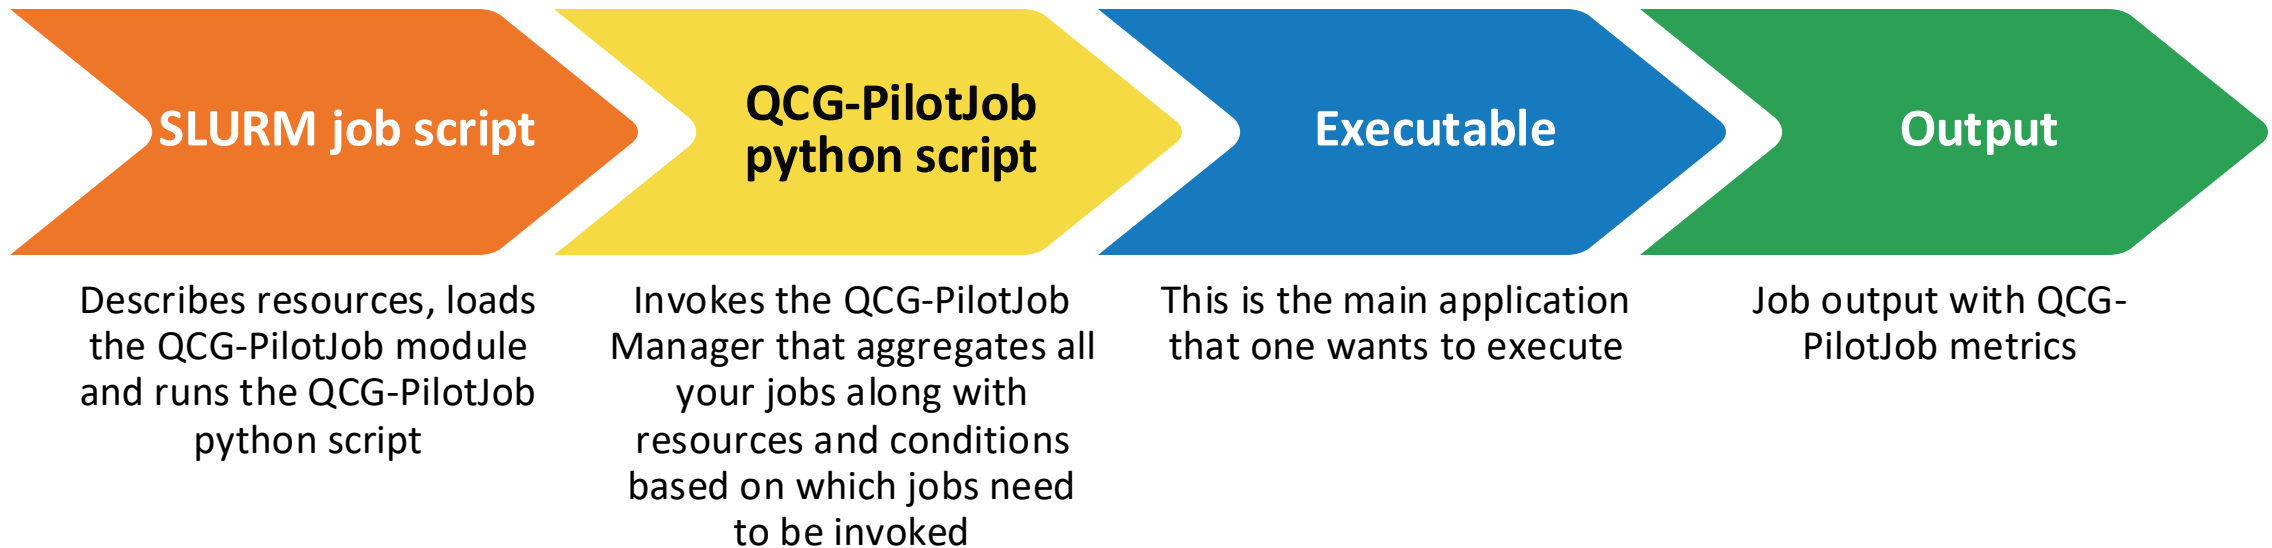 SLURM job script
QCG-PilotJob
python script
Executable
Output
Describes resources, loads
the QCG-PilotJob module
and runs the QCG-PilotJob
python script
Invokes the QCG-PilotJob
Manager that aggregates all
your jobs along with
resources and conditions
based on which jobs need
to be invoked
This is the main application
that one wants to execute
Job output with QCG-
PilotJob metrics